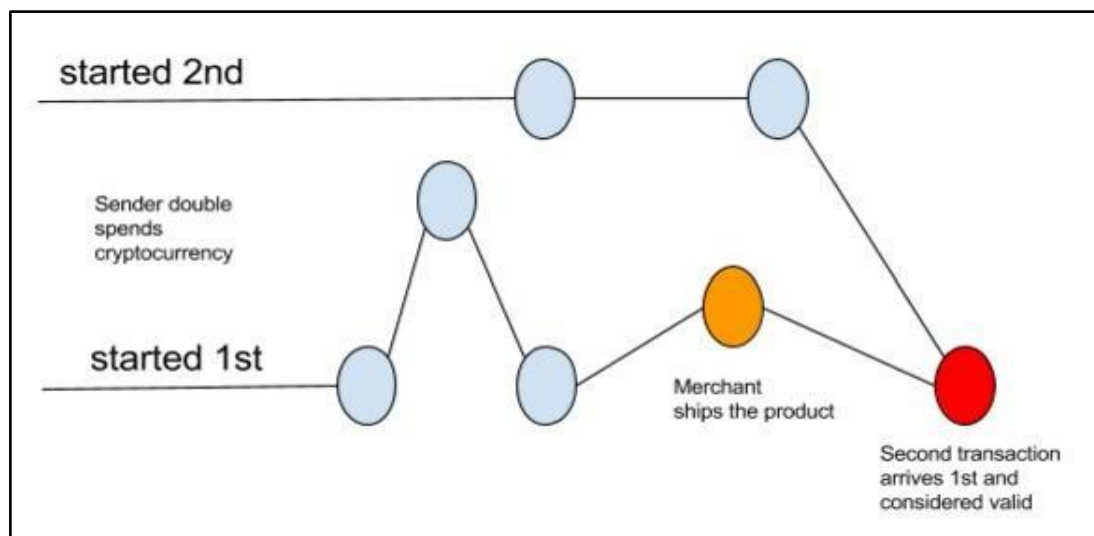 started 2nd
Sender double
spends
cryptocurrency
started 1st
Merchant
ships the product
Second transaction
arrives 1st and
considered valid